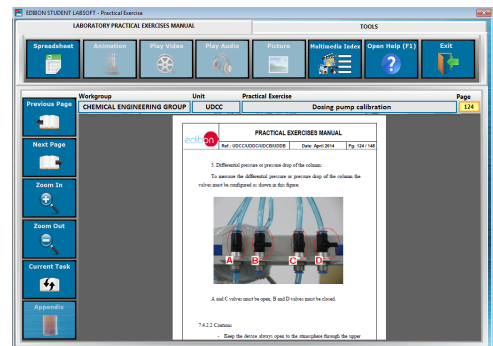 EDIBON STUDENT LABSOFT - Practical Exercise
LABORATORY PRACTICAL EXERCISES MANUAL
TOOLS
Spreadsheet
Animation
Play Video
Play Audio
Picture
Multimedia Index
Open Help (F1)
Exit
Workgroup
Unit
Practical Exercise
Page
CHEMICAL ENGINEERING GROUP
UDCC
Dosing pump calibration
124
Previous Page
Next Page
Zoom In
Zoom Out
Current Task
Appendix
edibon
PRACTICAL EXERCISES MANUAL
Ref.: UDCC/UDDC/UDCB/UDDB
Date: April 2014
Pg: 124 / 148
5. Differential pressure or pressure drop of the column:
To measure the differential pressure or pressure drop of the column the
valves must be configured as shown in this figure:
A B C D
A and C valves must be open; B and D valves must be closed.
7.4.2.2 Cautions
- Keep the device always open to the atmosphere through the upper